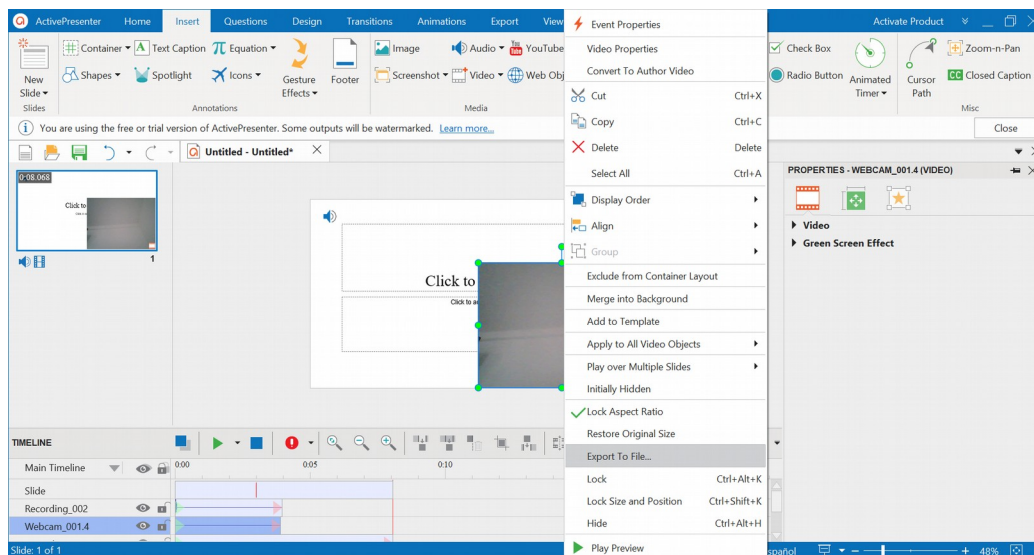 ActivePresenter Home Insert Questions Design Transitions Animations Export View
Activate Product
Container Text Caption Equation
Shapes Spotlight Icons
New Slide
Gesture Effects
Footer
Image Audio YouTube
Screenshot Video Web Obj
Check Box
Radio Button
Animated Timer
Cursor Path
Zoom-n-Pan
CC Closed Caption
Slides Annotations Media Misc
You are using the free or trial version of ActivePresenter. Some outputs will be watermarked. Learn more...
Close
Untitled - Untitled*
0:08.068
Click to
1
Click to
Click to a
Event Properties
Video Properties
Convert To Author Video
Cut Ctrl+X
Copy Ctrl+C
Delete Delete
Select All Ctrl+A
Display Order
Align
Group
Exclude from Container Layout
Merge into Background
Add to Template
Apply to All Video Objects
Play over Multiple Slides
Initially Hidden
Lock Aspect Ratio
Restore Original Size
Export To File...
Lock Ctrl+Alt+K
Lock Size and Position Ctrl+Shift+K
Hide Ctrl+Alt+H
Play Preview
PROPERTIES - WEBCAM_001.4 (VIDEO)
Video
Green Screen Effect
TIMELINE
Main Timeline 0:00 0:05 0:10
Slide
Recording_002
Webcam_001.4
Slide: 1 of 1
spañol
48%